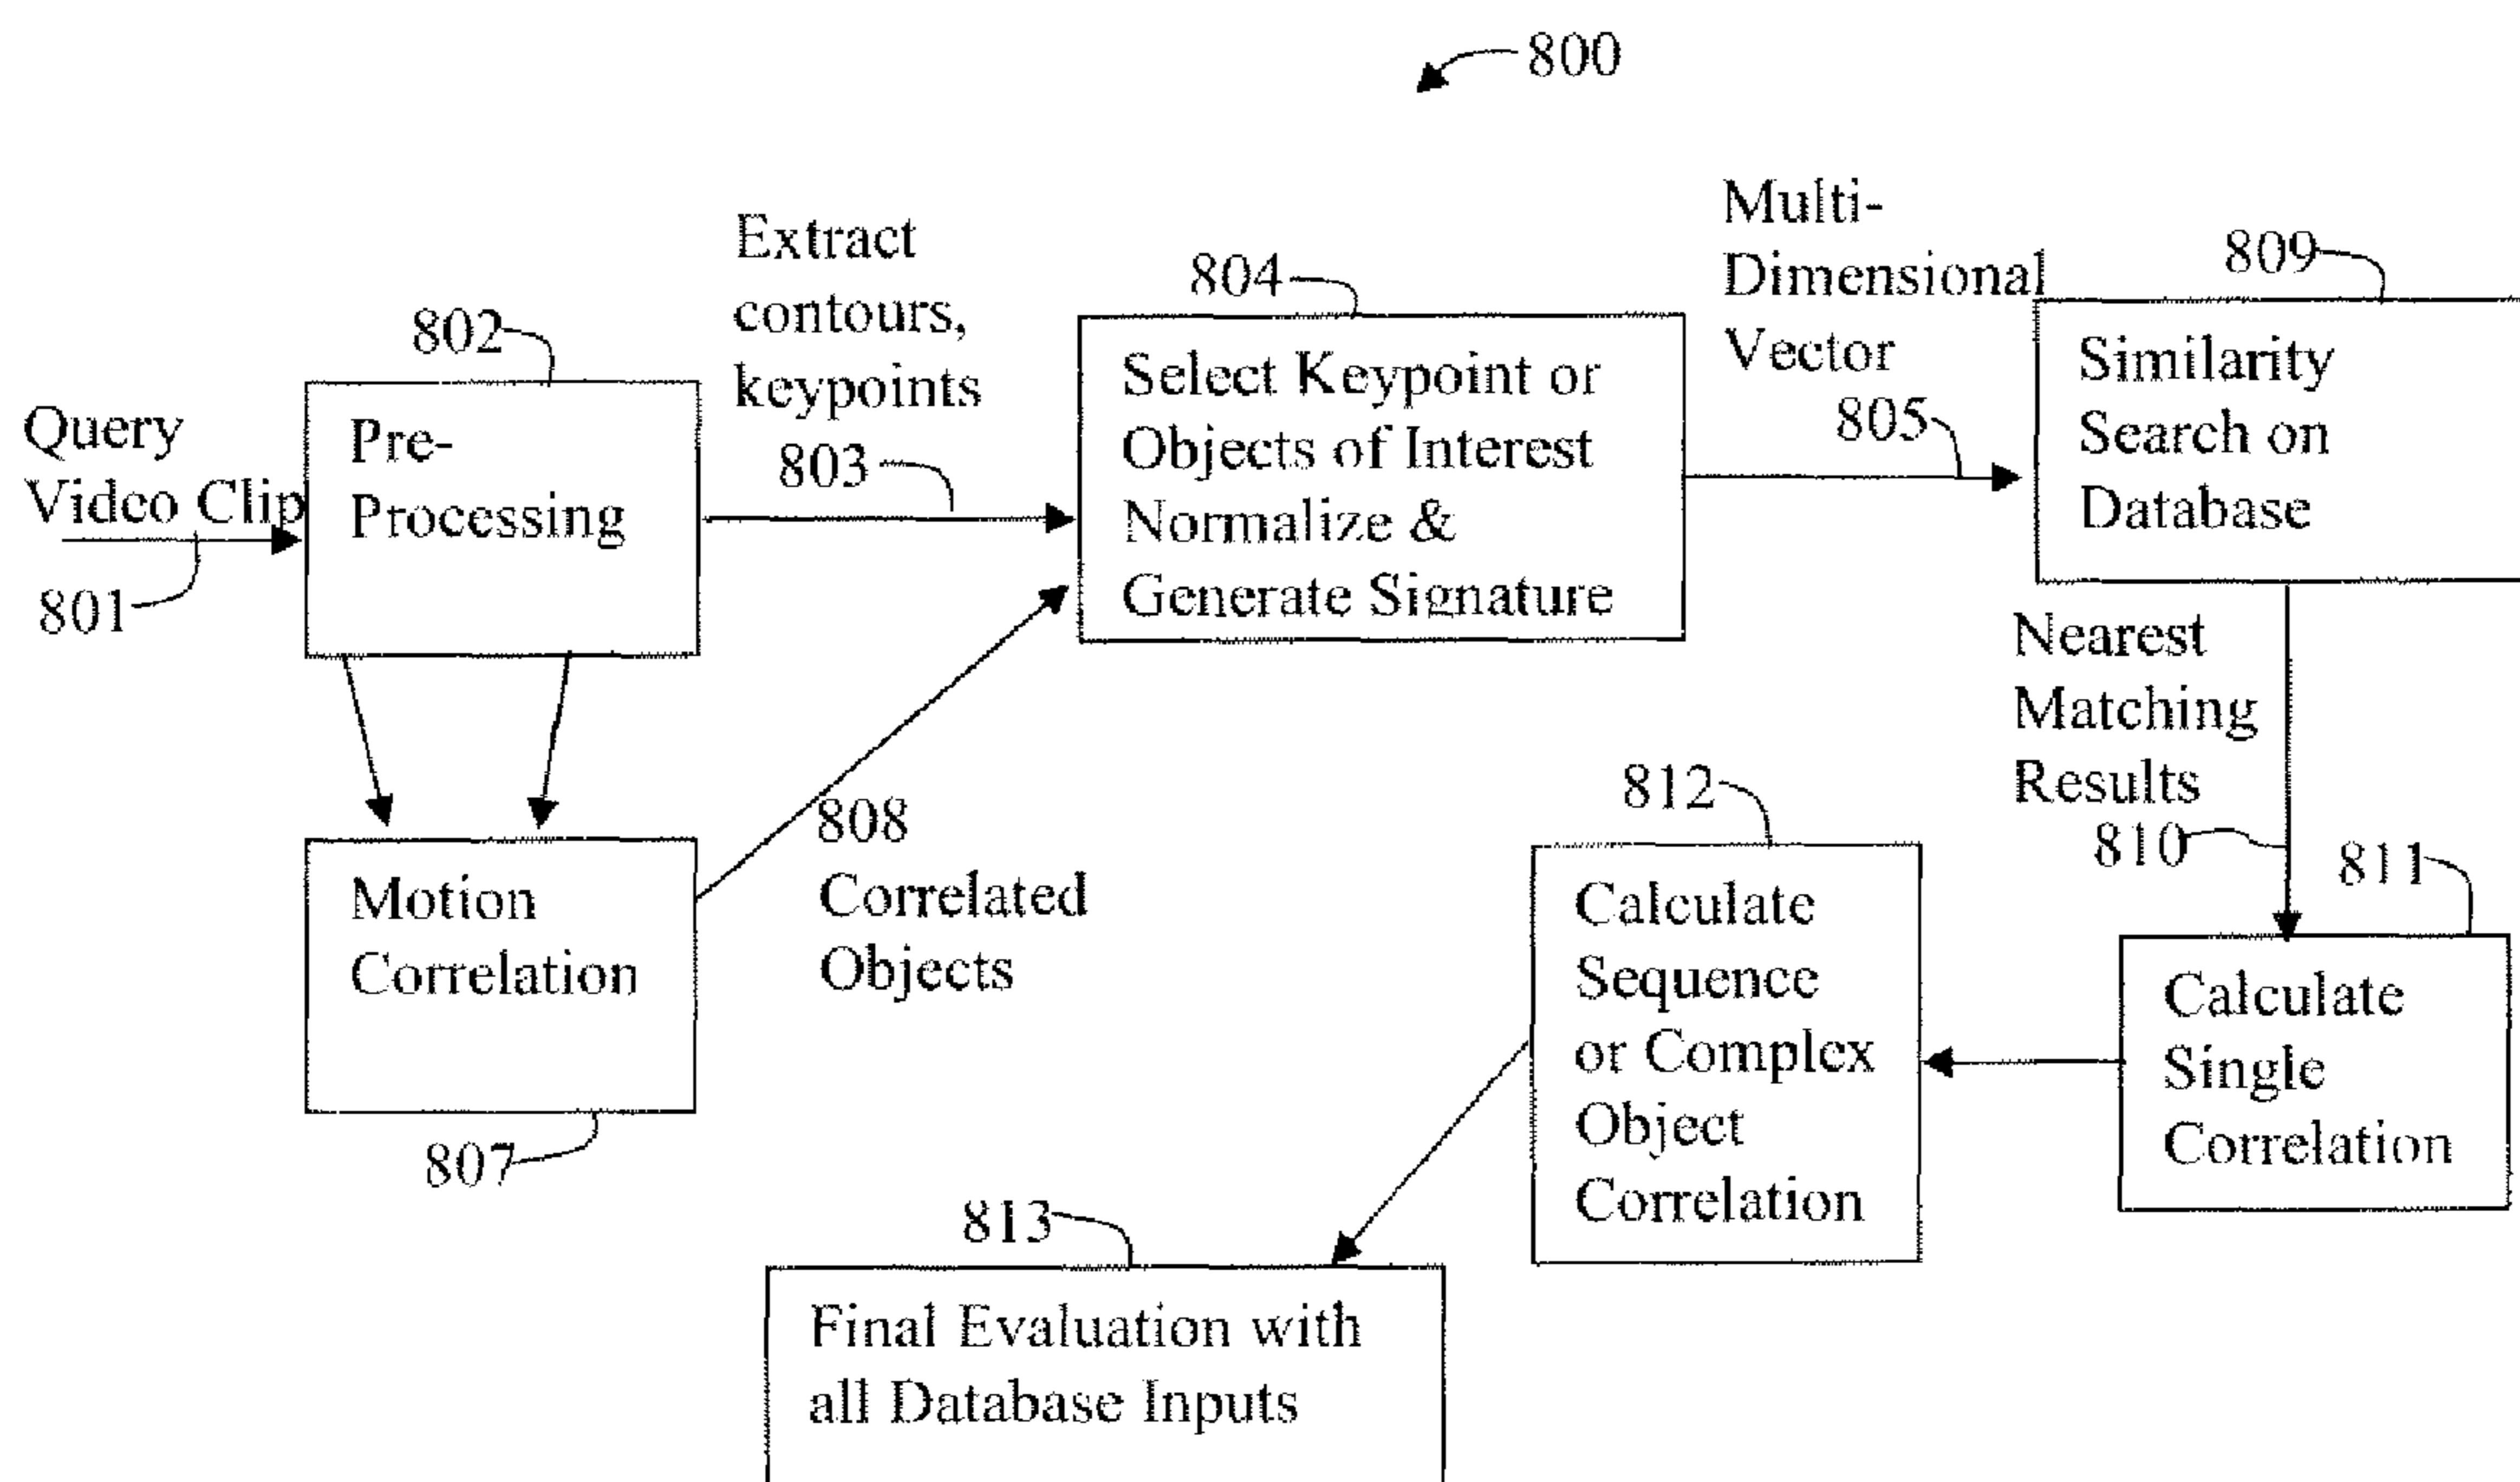 800
Query
Video Clip
801
802
Pre-
Processing
Extract
contours,
keypoints
803
804
Select Keypoint or
Objects of Interest
Normalize &
Generate Signature
Multi-
Dimensional
Vector
805
809
Similarity
Search on
Database
Nearest
Matching
Results
810
811
Calculate
Single
Correlation
812
Calculate
Sequence
or Complex
Object
Correlation
Motion
Correlation
807
808
Correlated
Objects
813
Final Evaluation with
all Database Inputs